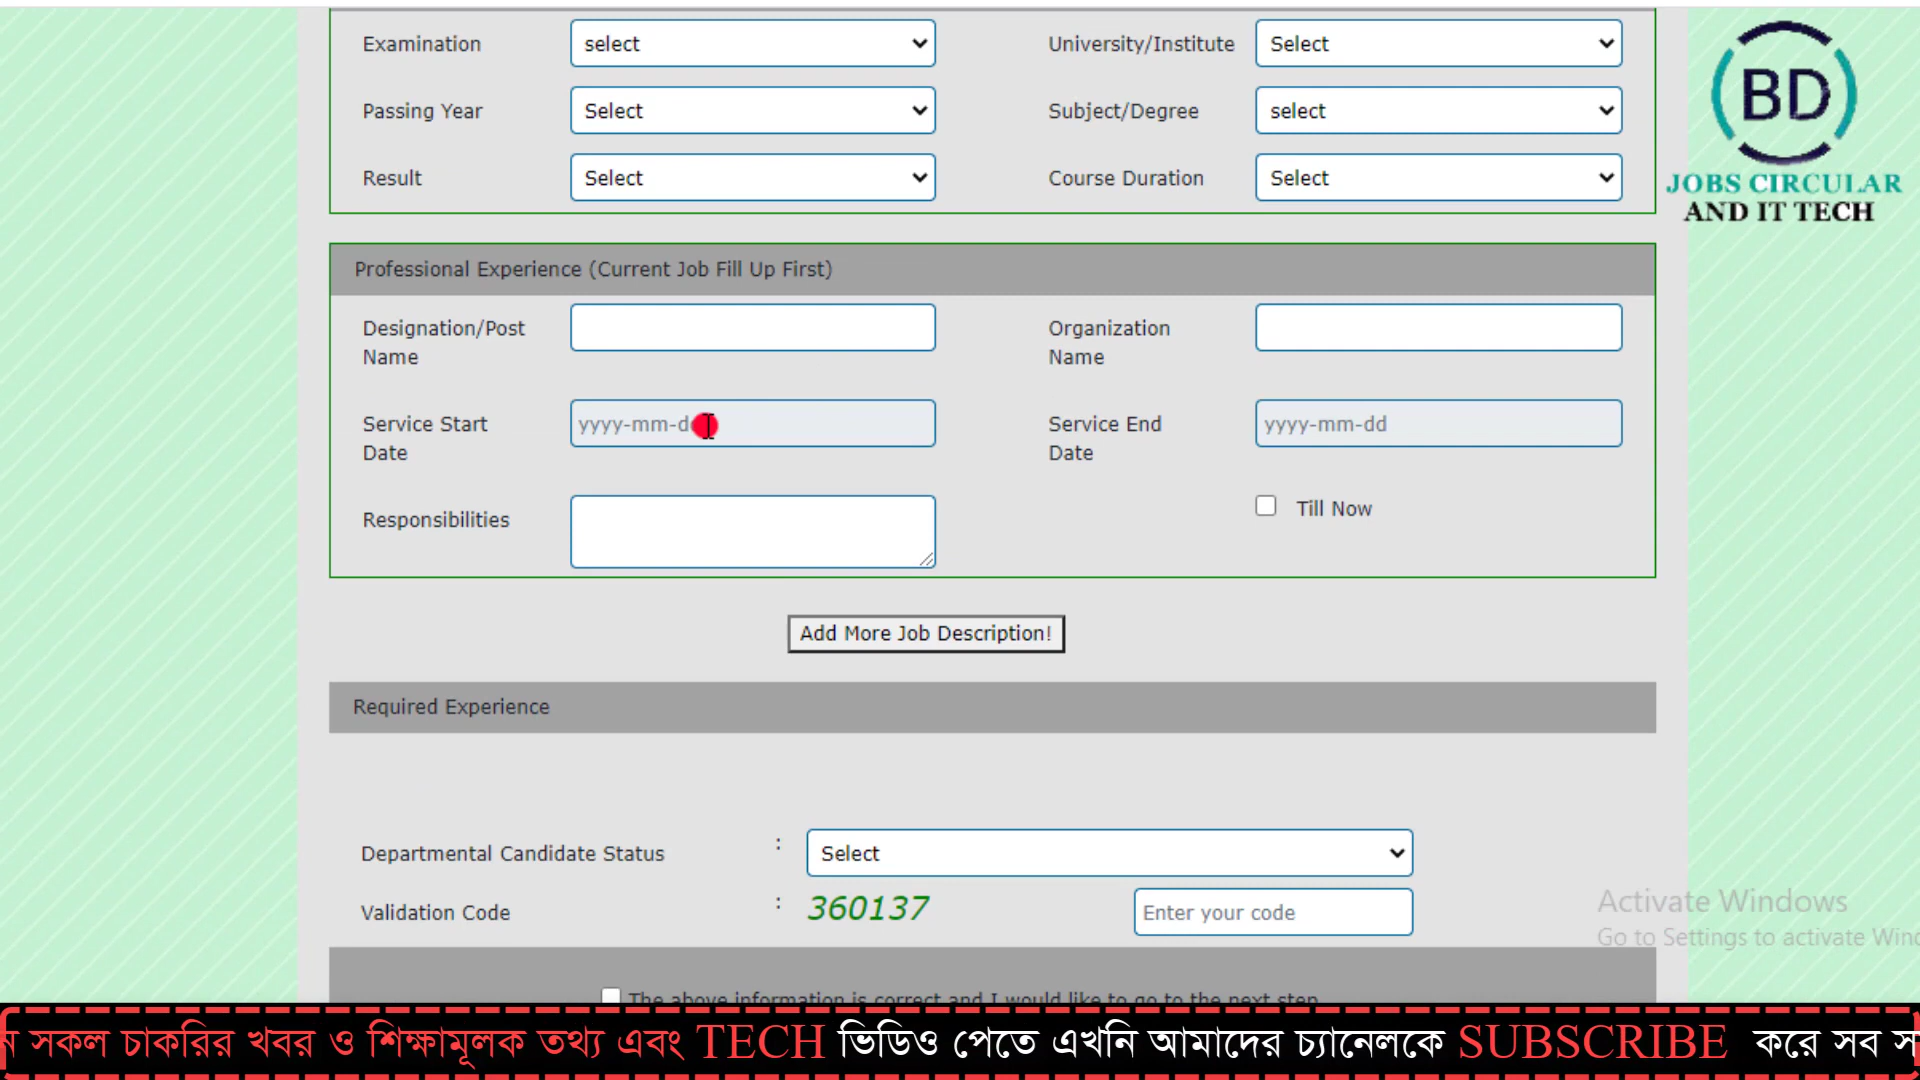 Examination select University/Institute Select
Passing Year Select Subject/Degree select
Result Select Course Duration Select
BD
JOBS CIRCULAR
AND IT TECH
Professional Experience (Current Job Fill Up First)
Designation/Post Name
Organization Name
Service Start Date yyyy-mm-d
Service End Date yyyy-mm-dd
Responsibilities
Till Now
Add More Job Description!
Required Experience
Departmental Candidate Status : Select
Validation Code : 360137 Enter your code
Activate Windows
Go to Settings to activate Wind
The above information is correct and I would like to go to the next step
ন সকল চাকরির খবর ও শিক্ষামূলক তথ্য এবং TECH ভিডিও পেতে এখনি আমাদের চ্যানেলকে SUBSCRIBE করে সব স